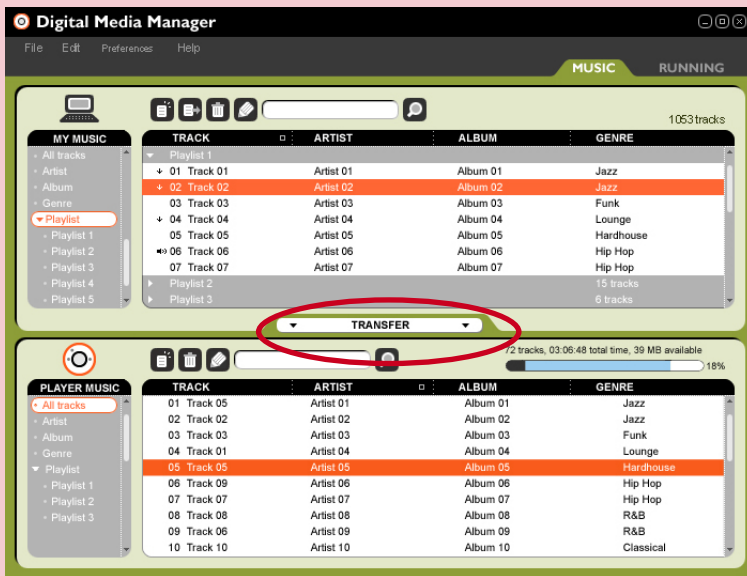 Digital Media Manager
File Edit Preferences Help
MUSIC RUNNING
1053 tracks
MY MUSIC TRACK ARTIST ALBUM GENRE
All tracks
Artist
Album
Genre
Playlist
Playlist 1
Playlist 2
Playlist 3
Playlist 4
Playlist 5
Playlist 1
01 Track 01 Artist 01 Album 01 Jazz
02 Track 02 Artist 02 Album 02 Jazz
03 Track 03 Artist 03 Album 03 Funk
04 Track 04 Artist 04 Album 04 Lounge
05 Track 05 Artist 05 Album 05 Hardhouse
06 Track 06 Artist 06 Album 06 Hip Hop
07 Track 07 Artist 07 Album 07 Hip Hop
Playlist 2 15 tracks
Playlist 3 6 tracks
TRANSFER
72 tracks, 03:06:48 total time, 39 MB available
18%
PLAYER MUSIC TRACK ARTIST ALBUM GENRE
All tracks
Artist
Album
Genre
Playlist
Playlist 1
Playlist 2
Playlist 3
01 Track 05 Artist 01 Album 01 Jazz
02 Track 02 Artist 02 Album 02 Jazz
03 Track 03 Artist 03 Album 03 Funk
04 Track 01 Artist 04 Album 04 Lounge
05 Track 05 Artist 05 Album 05 Hardhouse
06 Track 09 Artist 06 Album 06 Hip Hop
07 Track 07 Artist 07 Album 07 Hip Hop
08 Track 08 Artist 08 Album 08 R&B
09 Track 06 Artist 09 Album 09 R&B
10 Track 10 Artist 10 Album 10 Classical